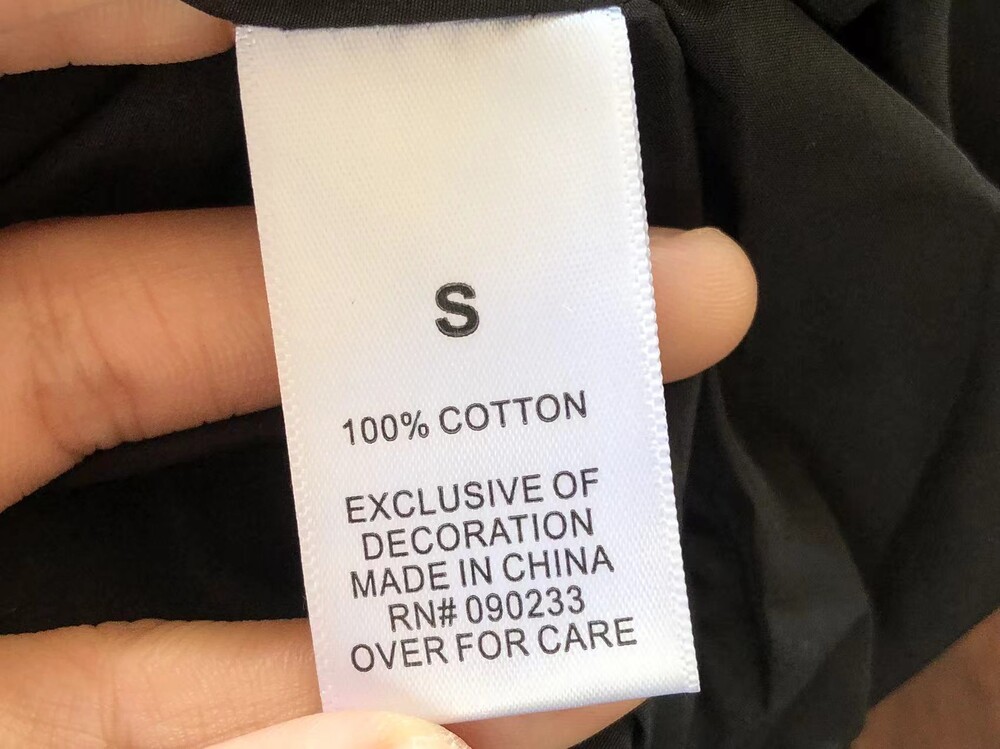 S
100% COTTON
EXCLUSIVE OF
DECORATION
MADE IN CHINA
RN# 090233
OVER FOR CARE